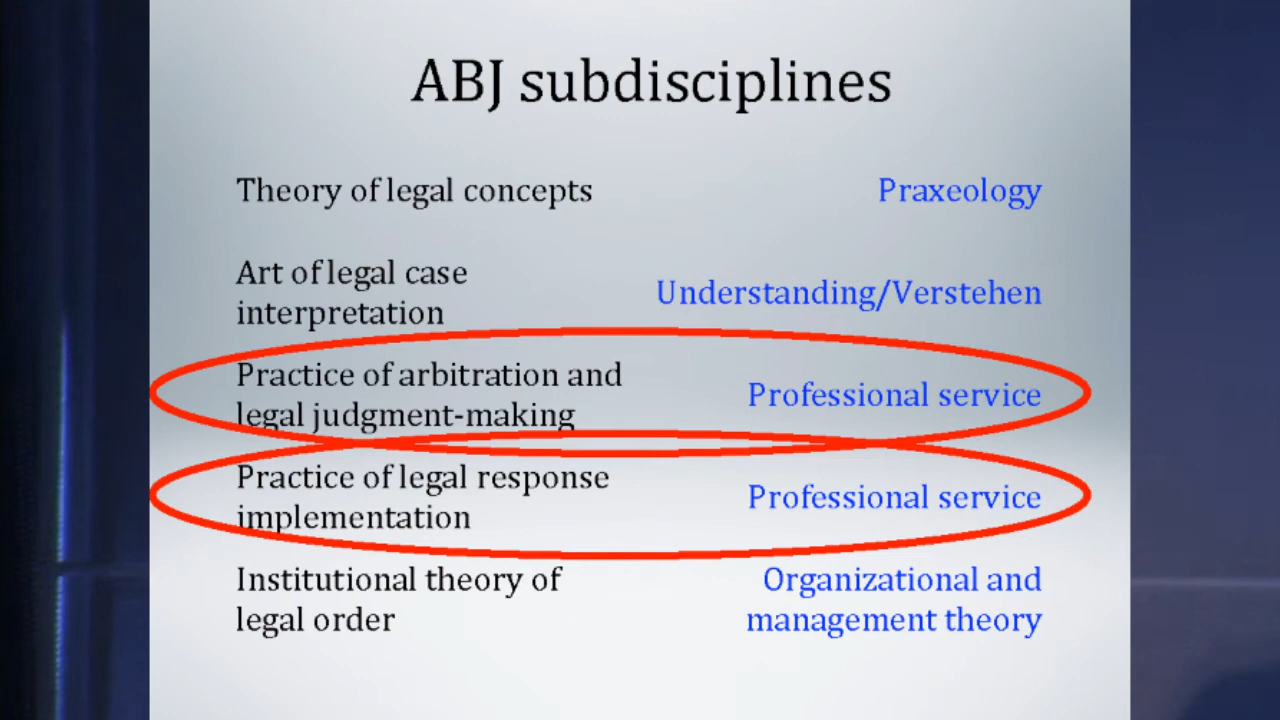 ABJ subdisciplines
Theory of legal concepts
Praxeology
Art of legal case
interpretation
Understanding/Verstehen
Practice of arbitration and
legal judgment-making
Professional service
Practice of legal response
implementation
Professional service
Institutional theory of
legal order
Organizational and
management theory